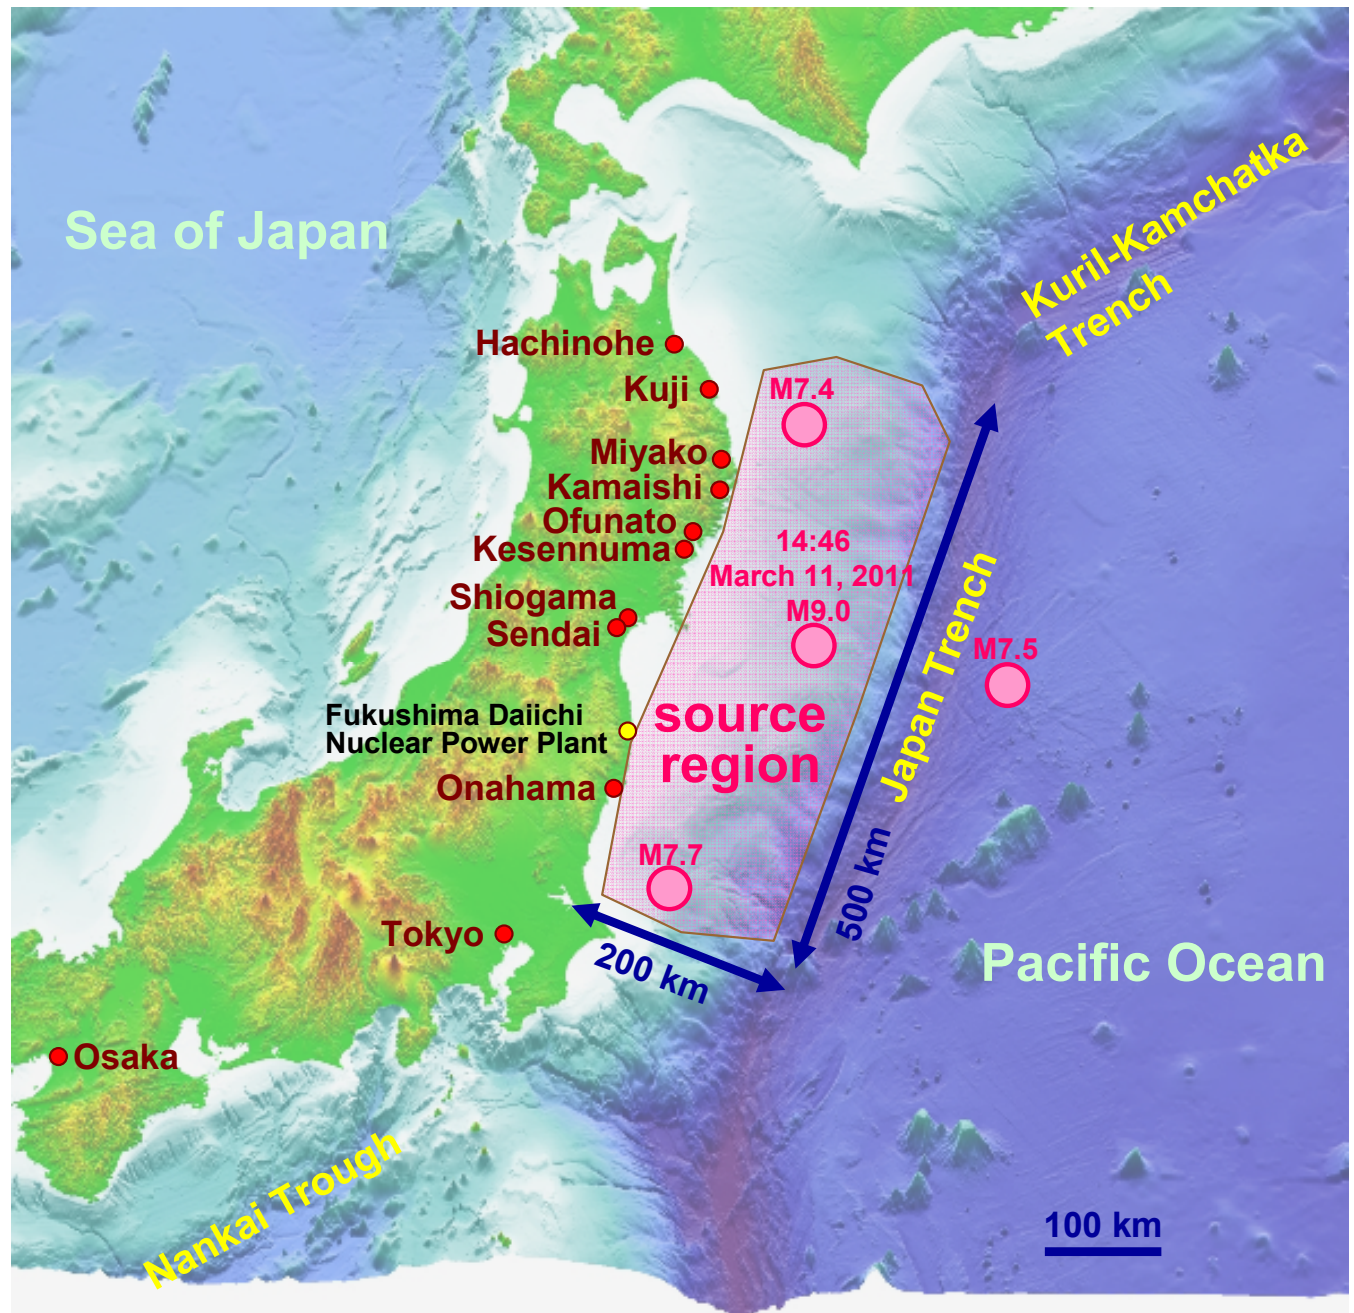 Sea of Japan
Kuril-Kamchatka
Trench
Hachinohe
Kuji
M7.4
Miyako
Kamaishi
Ofunato
Kesennuma
14:46
March 11, 2011
M9.0
Shiogama
Sendai
Japan Trench
M7.5
Fukushima Daiichi
Nuclear Power Plant
source
region
Onahama
M7.7
500 km
Tokyo
200 km
Pacific Ocean
Osaka
Nankai Trough
100 km